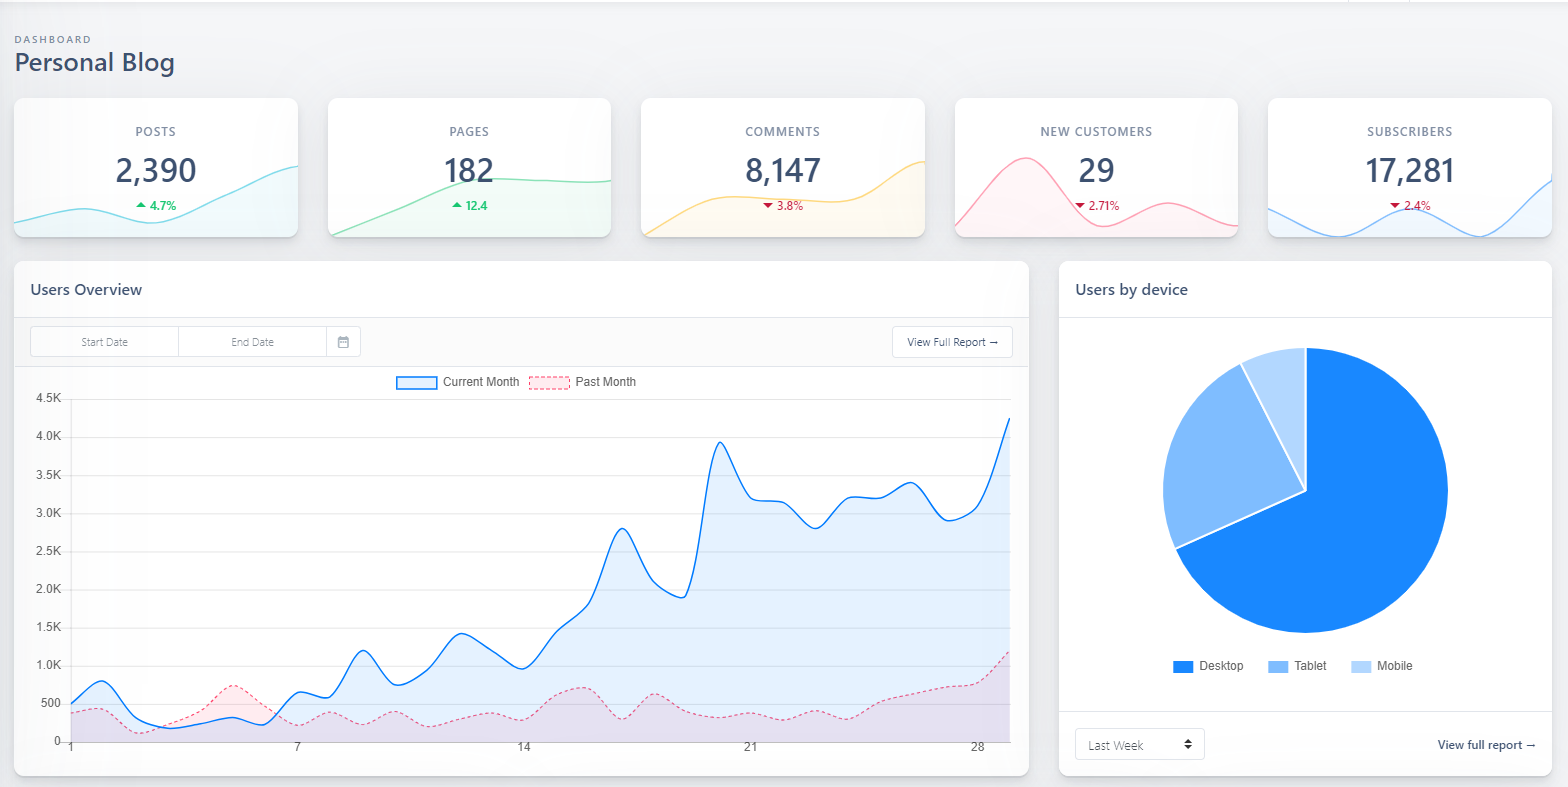 DASHBOARD
Personal Blog
POSTS
2,390
4.7%
PAGES
182
12.4
COMMENTS
8,147
3.8%
NEW CUSTOMERS
29
2.71%
SUBSCRIBERS
17,281
2.4%
Users Overview
Start Date End Date
View Full Report →
Current Month Past Month
4.5K
4.0K
3.5K
3.0K
2.5K
2.0K
1.5K
1.0K
500
0
1 7 14 21 28
Users by device
Desktop Tablet Mobile
Last Week
View full report →